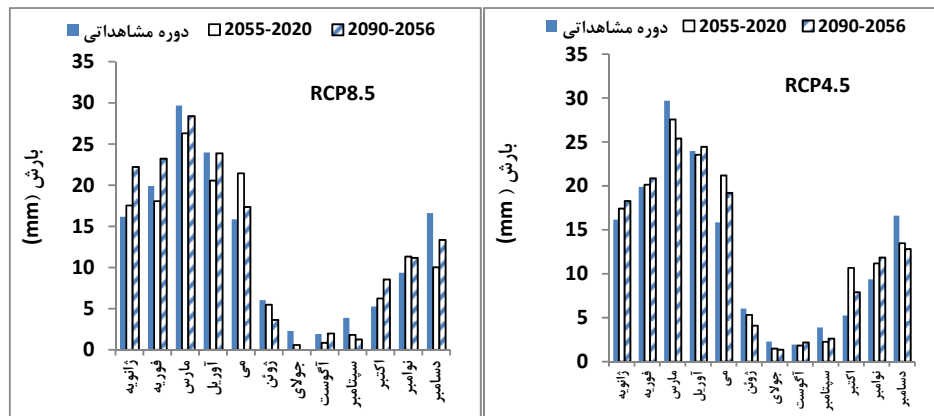 دوره مشاهداتی 2055-2020 2090-2056
RCP8.5
بارش (mm)
35
30
25
20
15
10
5
0
ژانویه
فوریه
مارس
آوریل
می
ژوئن
جولای
آگوست
سپتامبر
اکتبر
نوامبر
دسامبر
دوره مشاهداتی 2055-2020 2090-2056
RCP4.5
بارش ( mm)
35
30
25
20
15
10
5
0
ژانویه
فوریه
مارس
آوریل
می
ژوئن
جولای
آگوست
سپتامبر
اکتبر
نوامبر
دسامبر